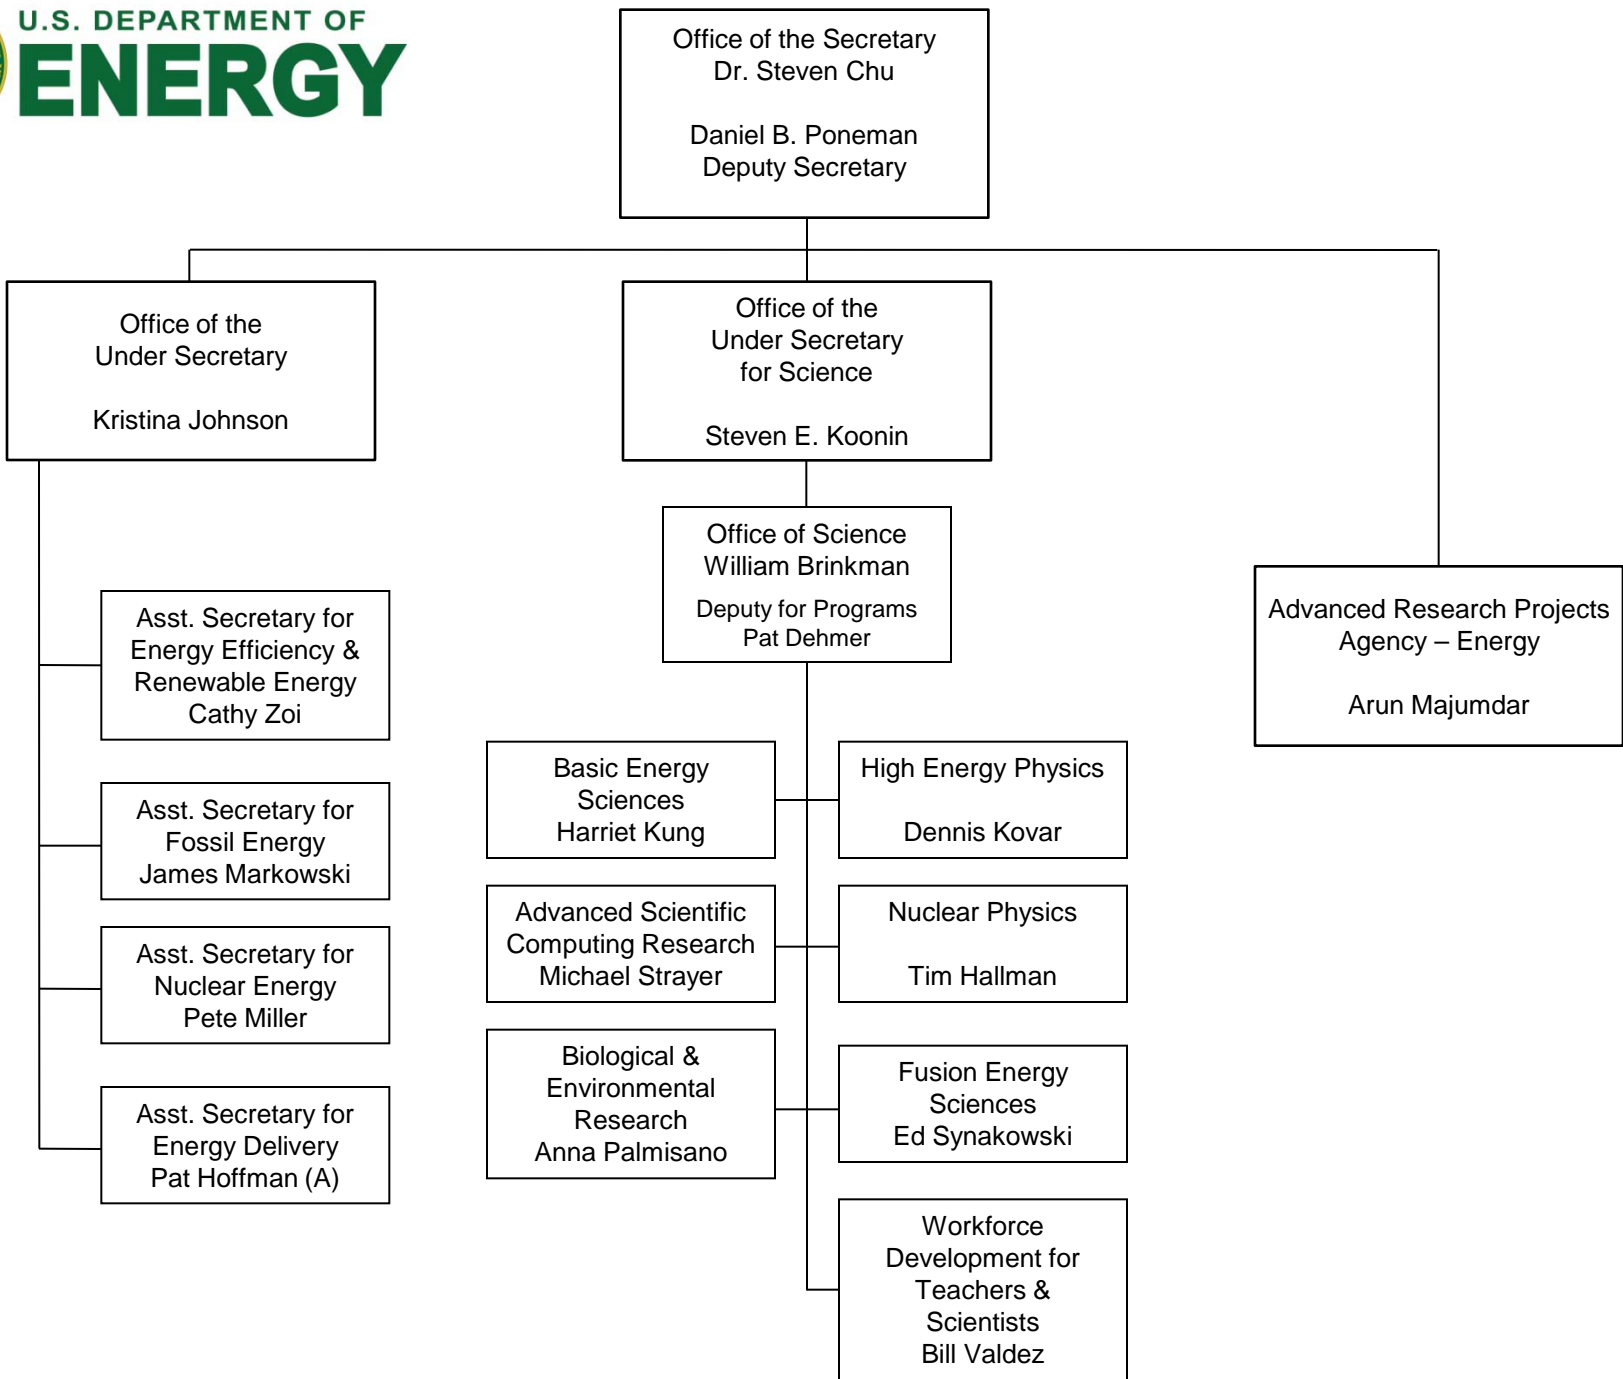 U.S. DEPARTMENT OF
ENERGY
Office of the Secretary
Dr. Steven Chu
Daniel B. Poneman
Deputy Secretary
Office of the
Under Secretary
Kristina Johnson
Office of the
Under Secretary
for Science
Steven E. Koonin
Office of Science
William Brinkman
Deputy for Programs
Pat Dehmer
Advanced Research Projects
Agency – Energy
Arun Majumdar
Asst. Secretary for
Energy Efficiency &
Renewable Energy
Cathy Zoi
Asst. Secretary for
Fossil Energy
James Markowski
Asst. Secretary for
Nuclear Energy
Pete Miller
Asst. Secretary for
Energy Delivery
Pat Hoffman (A)
Basic Energy
Sciences
Harriet Kung
High Energy Physics
Dennis Kovar
Advanced Scientific
Computing Research
Michael Strayer
Nuclear Physics
Tim Hallman
Biological &
Environmental
Research
Anna Palmisano
Fusion Energy
Sciences
Ed Synakowski
Workforce
Development for
Teachers &
Scientists
Bill Valdez